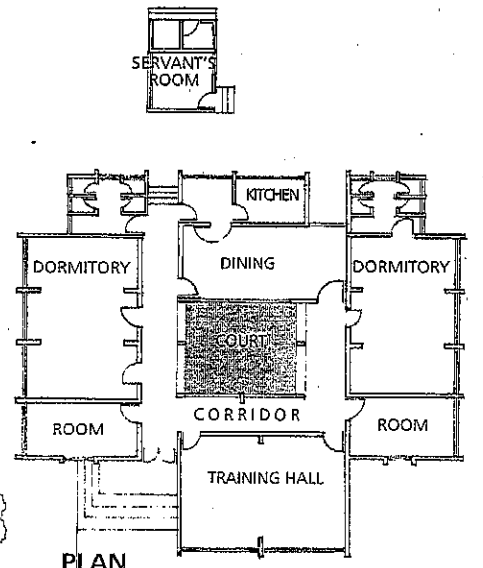 SERVANT'S
ROOM
KITCHEN
DORMITORY
DINING
DORMITORY
COURT
CORRIDOR
ROOM
ROOM
TRAINING HALL
PLAN